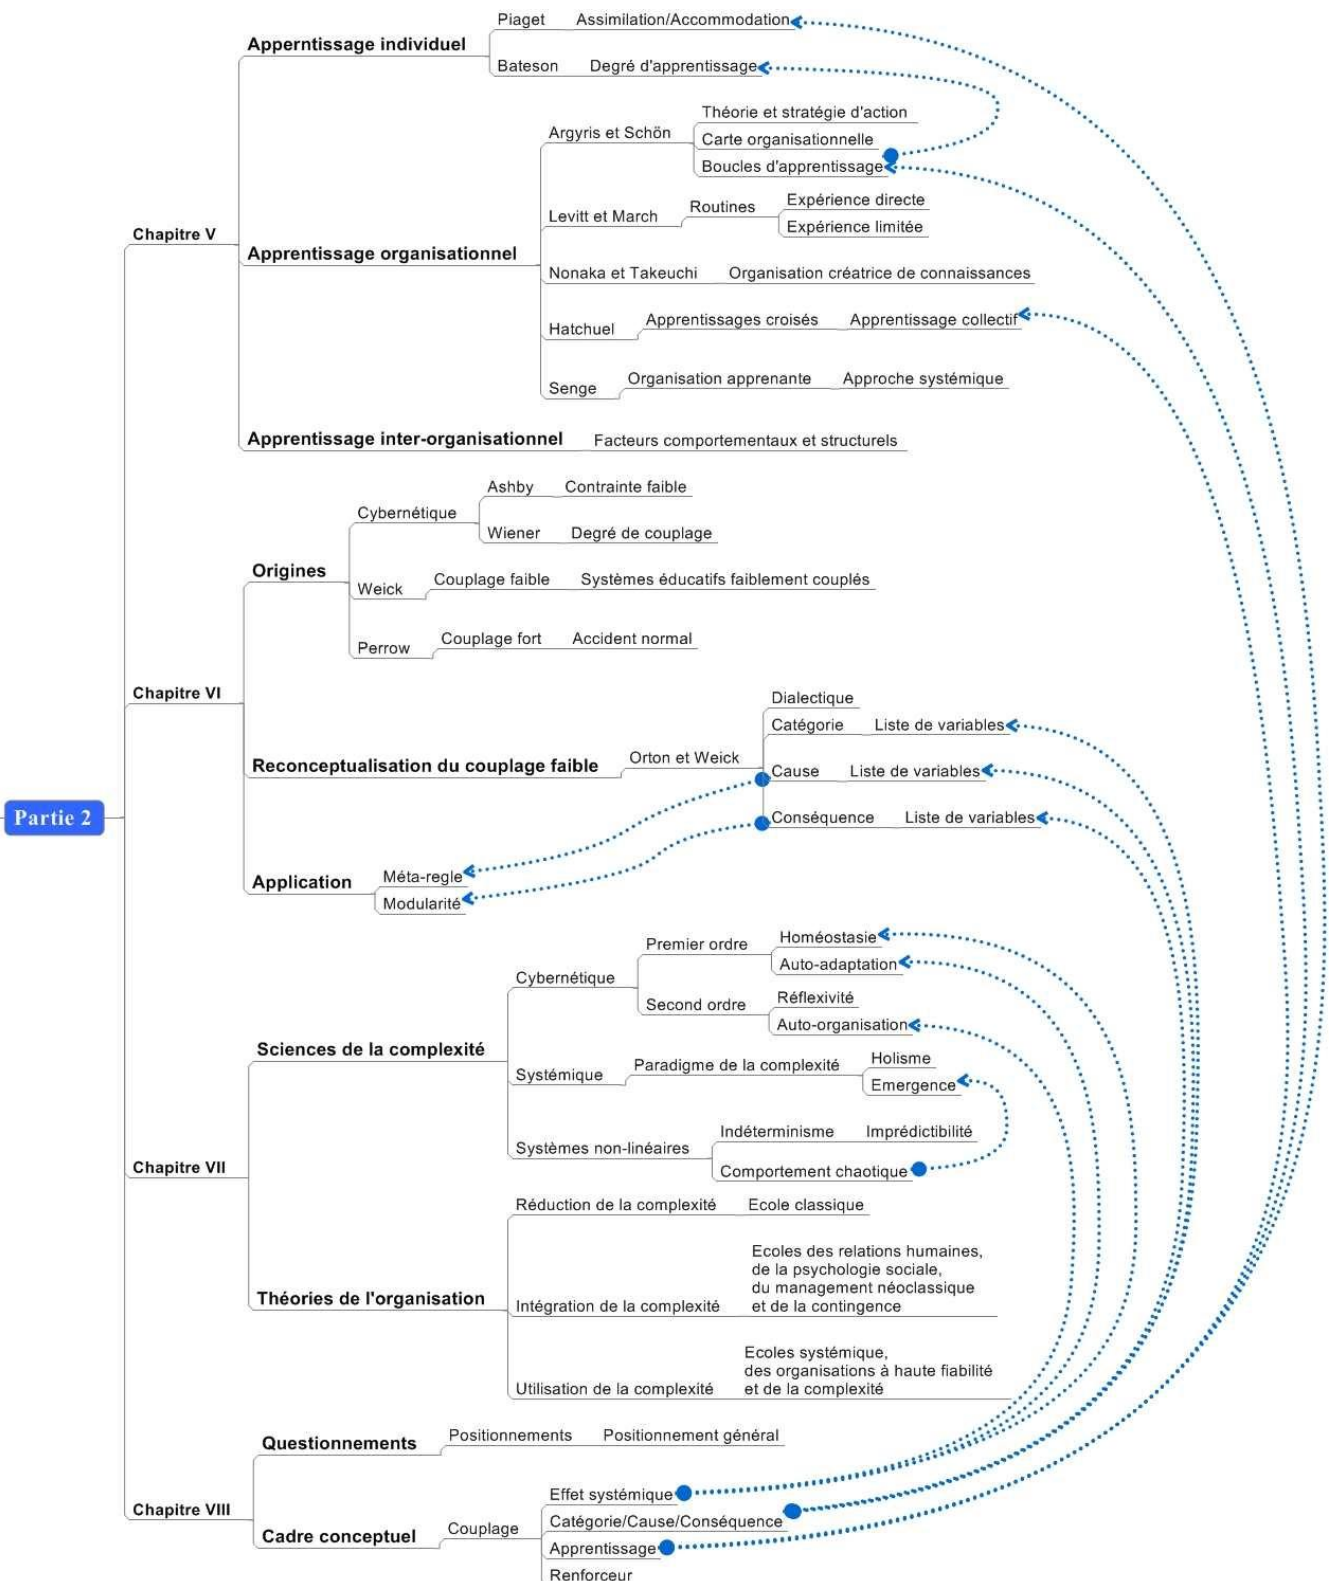 Partie 2
Chapitre V
Apperntissage individuel
Piaget
Assimilation/Accommodation
Bateson
Degré d'apprentissage
Apprentissage organisationnel
Argyris et Schön
Théorie et stratégie d'action
Carte organisationnelle
Boucles d'apprentissage
Levitt et March
Routines
Expérience directe
Expérience limitée
Nonaka et Takeuchi
Organisation créatrice de connaissances
Hatchuel
Apprentissages croisés
Apprentissage collectif
Senge
Organisation apprenante
Approche systémique
Apprentissage inter-organisationnel
Facteurs comportementaux et structurels
Chapitre VI
Origines
Cybernétique
Ashby
Contrainte faible
Wiener
Degré de couplage
Weick
Couplage faible
Systèmes éducatifs faiblement couplés
Perrow
Couplage fort
Accident normal
Reconceptualisation du couplage faible
Orton et Weick
Dialectique
Catégorie
Liste de variables
Cause
Liste de variables
Conséquence
Liste de variables
Application
Méta-regle
Modularité
Chapitre VII
Sciences de la complexité
Cybernétique
Premier ordre
Homéostasie
Auto-adaptation
Second ordre
Réflexivité
Auto-organisation
Systémique
Paradigme de la complexité
Holisme
Emergence
Systèmes non-linéaires
Indéterminisme
Imprédictibilité
Comportement chaotique
Théories de l'organisation
Réduction de la complexité
Ecole classique
Intégration de la complexité
Ecoles des relations humaines,
de la psychologie sociale,
du management néoclassique
et de la contingence
Utilisation de la complexité
Ecoles systémique,
des organisations à haute fiabilité
et de la complexité
Chapitre VIII
Questionnements
Positionnements
Positionnement général
Cadre conceptuel
Couplage
Effet systémique
Catégorie/Cause/Conséquence
Apprentissage
Renforceur